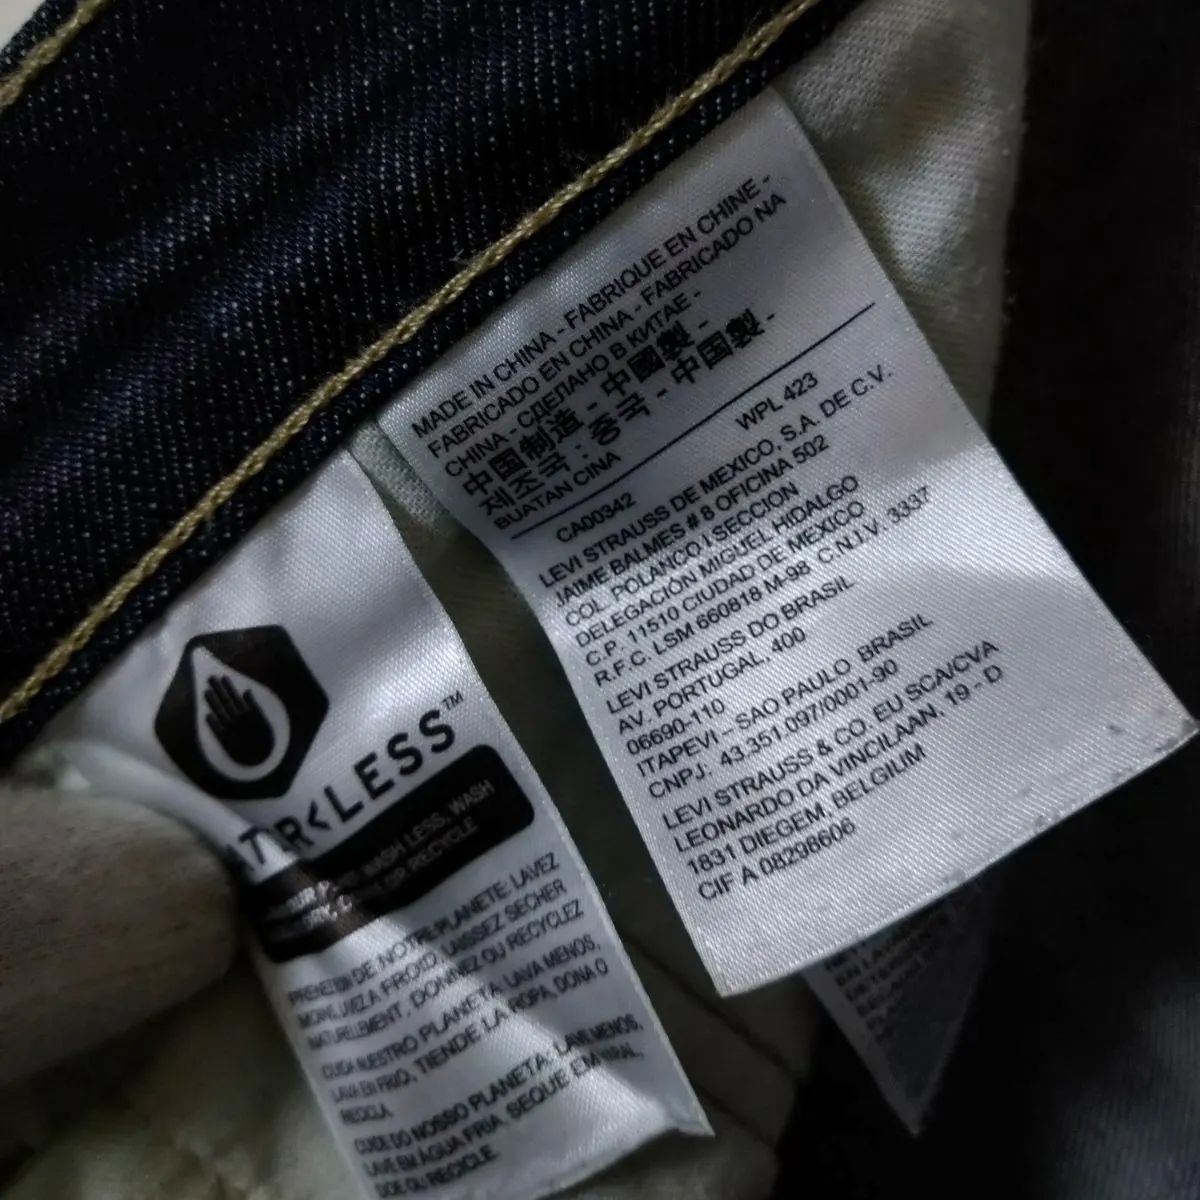 MADE IN CHINA - FABRIQUE EN CHINE -
FABRICADO EN CHINA - FABRICADO NA
CHINA - СДЕЛАНО В КИТАЕ -
中国制造 - 中國製 -
제조국 : 중국 - 中国製 -
BUATAN CINA
CA00342 WPL 423
LEVI STRAUSS DE MEXICO, S.A. DE C.V.
JAIME BALMES # 8 OFICINA 502
COL. POLANCO I SECCION
DELEGACIÓN MIGUEL HIDALGO
C.P. 11510 CIUDAD DE MEXICO
R.F.C. LSM 660818 M-98 C.N.I.V. 3337
LEVI STRAUSS DO BRASIL
AV. PORTUGAL, 400
06690-110
ITAPEVI – SAO PAULO BRASIL
CNPJ. 43.351.097/0001-90
LEVI STRAUSS & CO. EU SCA/CVA
LEONARDO DA VINCILAAN, 19 - D
1831 DIEGEM, BELGIUM
CIF A 08298606
LESS™
WASH LESS, WASH
OR RECYCLE
DE NOTRE PLANETE: LAVEZ
FROID, LAISSEZ SECHER
NATURELLEMENT, DONNEZ OU RECYCLEZ
CUIDA NUESTRO PLANETA: LAVA MENOS,
LAVA EN FRIO, TIENDE LA ROPA, DONA O
RECICLA
CUIDE DO NOSSO PLANETA: LAVE MENOS,
LAVE EM ÁGUA FRIA, SEQUE EM
DOE OU RECICLE